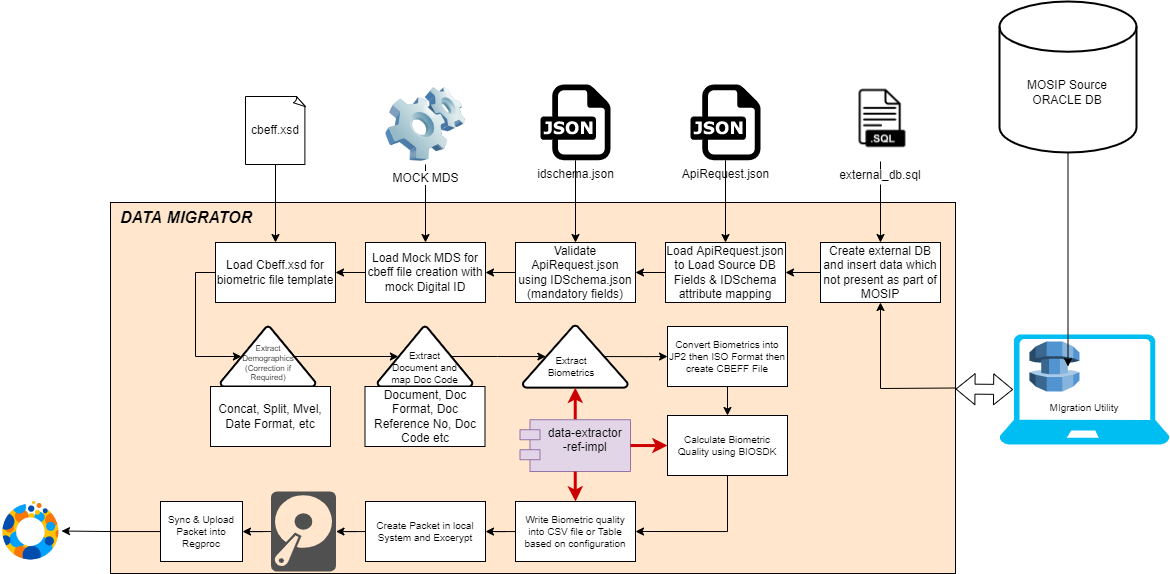 MOSIP Source
ORACLE DB
cbeff.xsd
MOCK MDS
JSON
idschema.json
JSON
ApiRequest.json
.SQL
external_db.sql
DATA MIGRATOR
Load Cbeff.xsd for
biometric file template
Load Mock MDS for
cbeff file creation with
mock Digital ID
Validate
ApiRequest.json
using IDSchema.json
(mandatory fields)
Load ApiRequest.json
to Load Source DB
Fields & IDSchema
attribute mapping
Create external DB
and insert data which
not present as part of
MOSIP
Extract
Demographics
(Correction if
Required)
Concat, Split, Mvel,
Date Format, etc
Extract
Document and
map Doc Code
Document, Doc
Format, Doc
Reference No, Doc
Code etc
Extract
Biometrics
Convert Biometrics into
JP2 then ISO Format then
create CBEFF File
MIgration Utility
data-extractor
-ref-impl
Calculate Biometric
Quality using BIOSDK
Sync & Upload
Packet into
Regproc
Create Packet in local
System and Excerypt
Write Biometric quality
into CSV file or Table
based on configuration